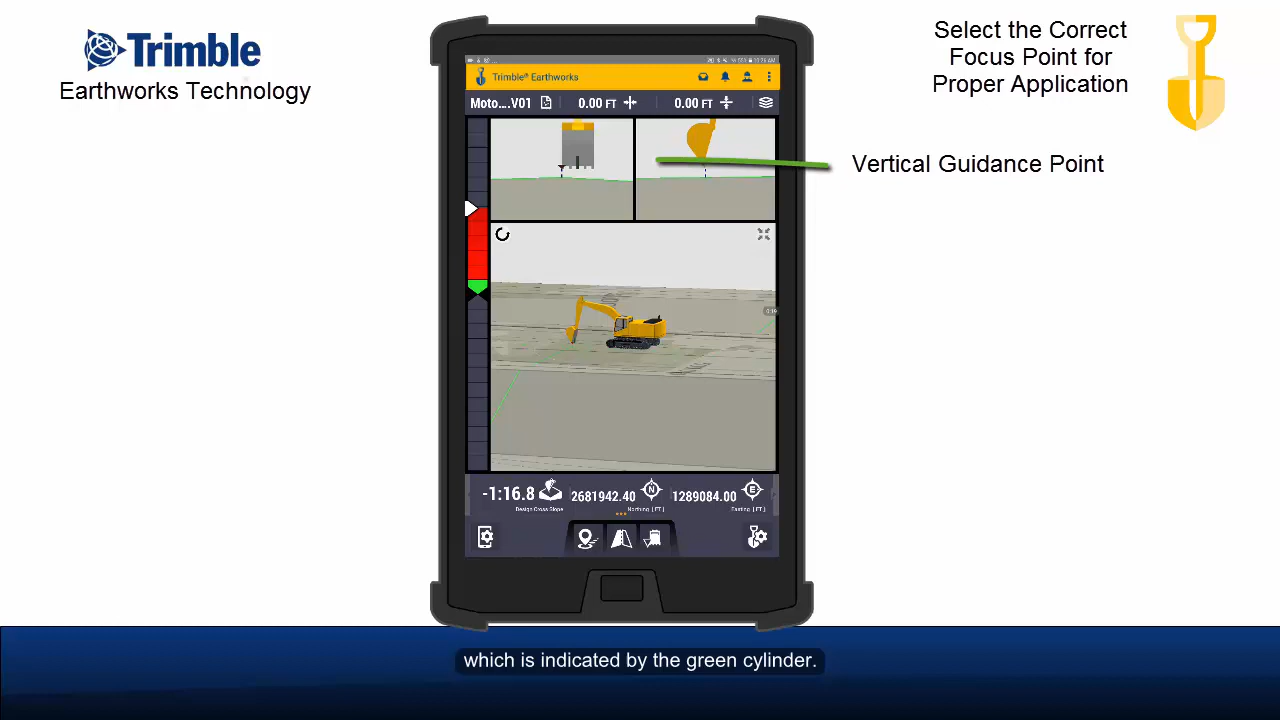 Trimble
Earthworks Technology
Select the Correct
Focus Point for
Proper Application
Trimble® Earthworks
Moto....V01 0.00 FT 0.00 FT
Vertical Guidance Point
0:19
-1:16.8 2681942.40 N 1289084.00 E
Design Cross Slope Northing [FT] Easting [FT]
which is indicated by the green cylinder.